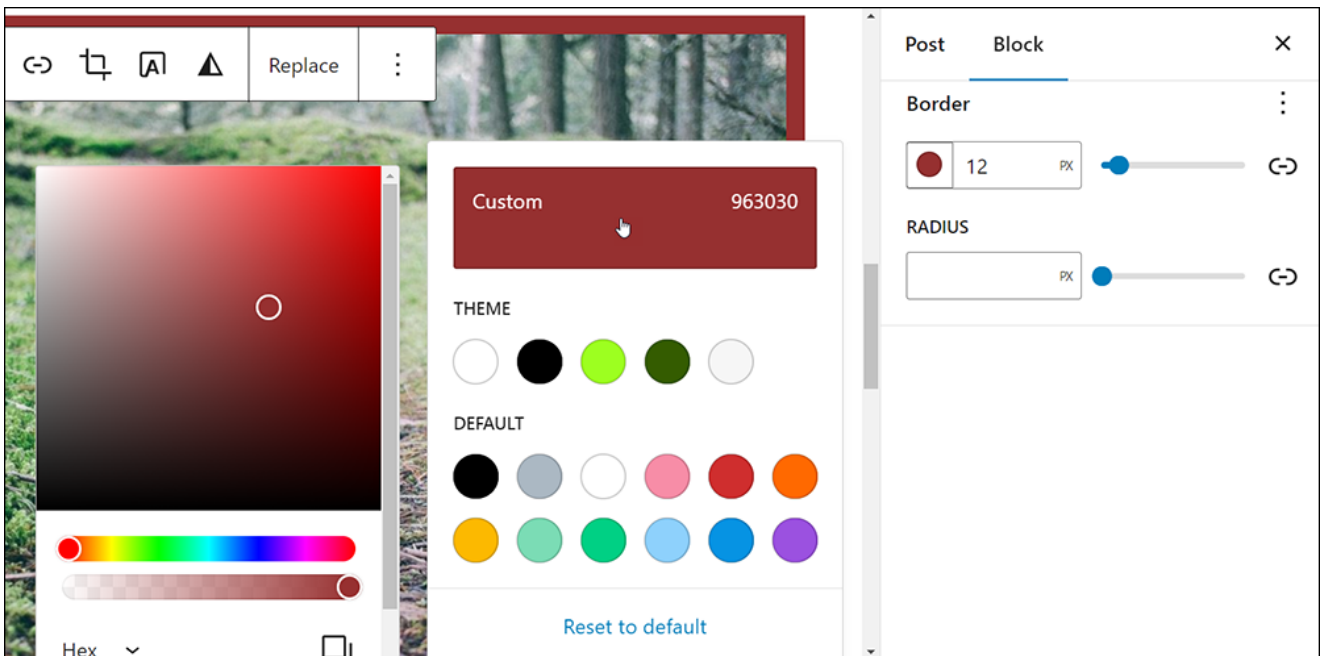 Replace
Post Block
Border
12 PX
RADIUS
PX
Custom 963030
THEME
DEFAULT
Reset to default
Hex